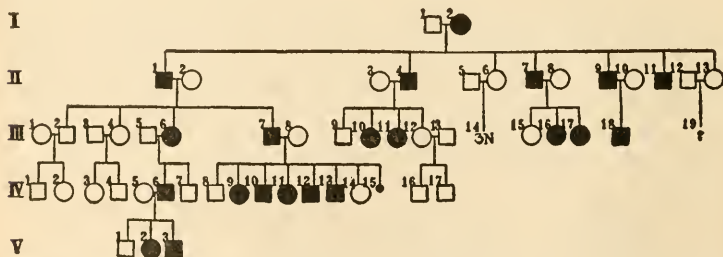 I 1 2
II 1 2 3 4 5 6 7 8 9 10 11 12 13
III 1 2 3 4 5 6 7 8 9 10 11 12 13 14 3N 15 16 17 18 19 ?
IV 1 2 3 4 5 6 7 8 9 10 11 12 13 14 15 16 17
V 1 2 3